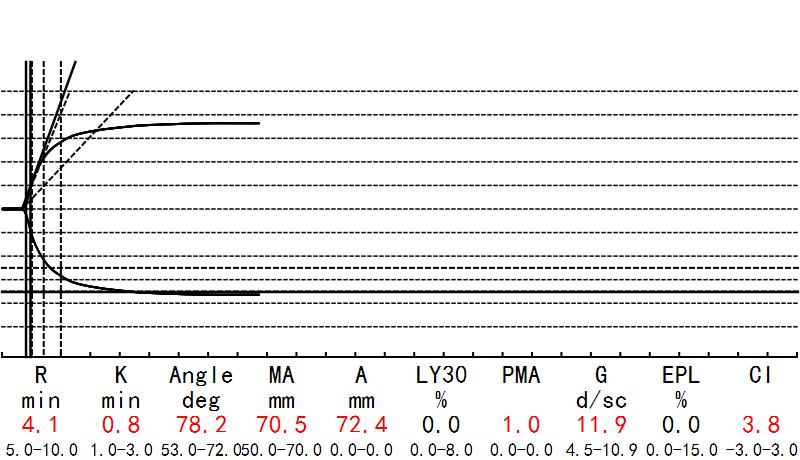 R K Angle MA A LY30 PMA G EPL CI
min min deg mm mm % d/sc %
4.1 0.8 78.2 70.5 72.4 0.0 1.0 11.9 0.0 3.8
5.0-10.0 1.0-3.0 53.0-72.0 50.0-70.0 0.0-0.0 0.0-8.0 0.0-0.0 4.5-10.9 0.0-15.0 -3.0-3.0